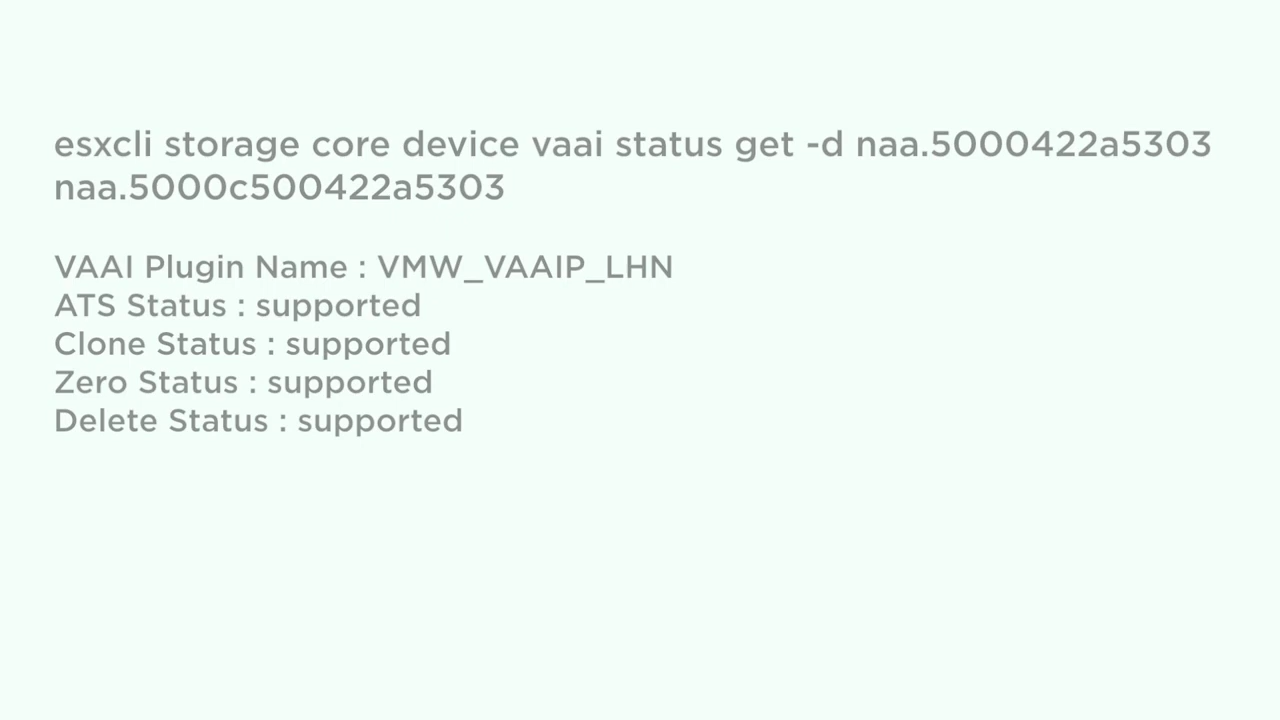 esxcli storage core device vaai status get -d naa.5000422a5303
naa.5000c500422a5303
VAAI Plugin Name : VMW_VAAIP_LHN
ATS Status : supported
Clone Status : supported
Zero Status : supported
Delete Status : supported